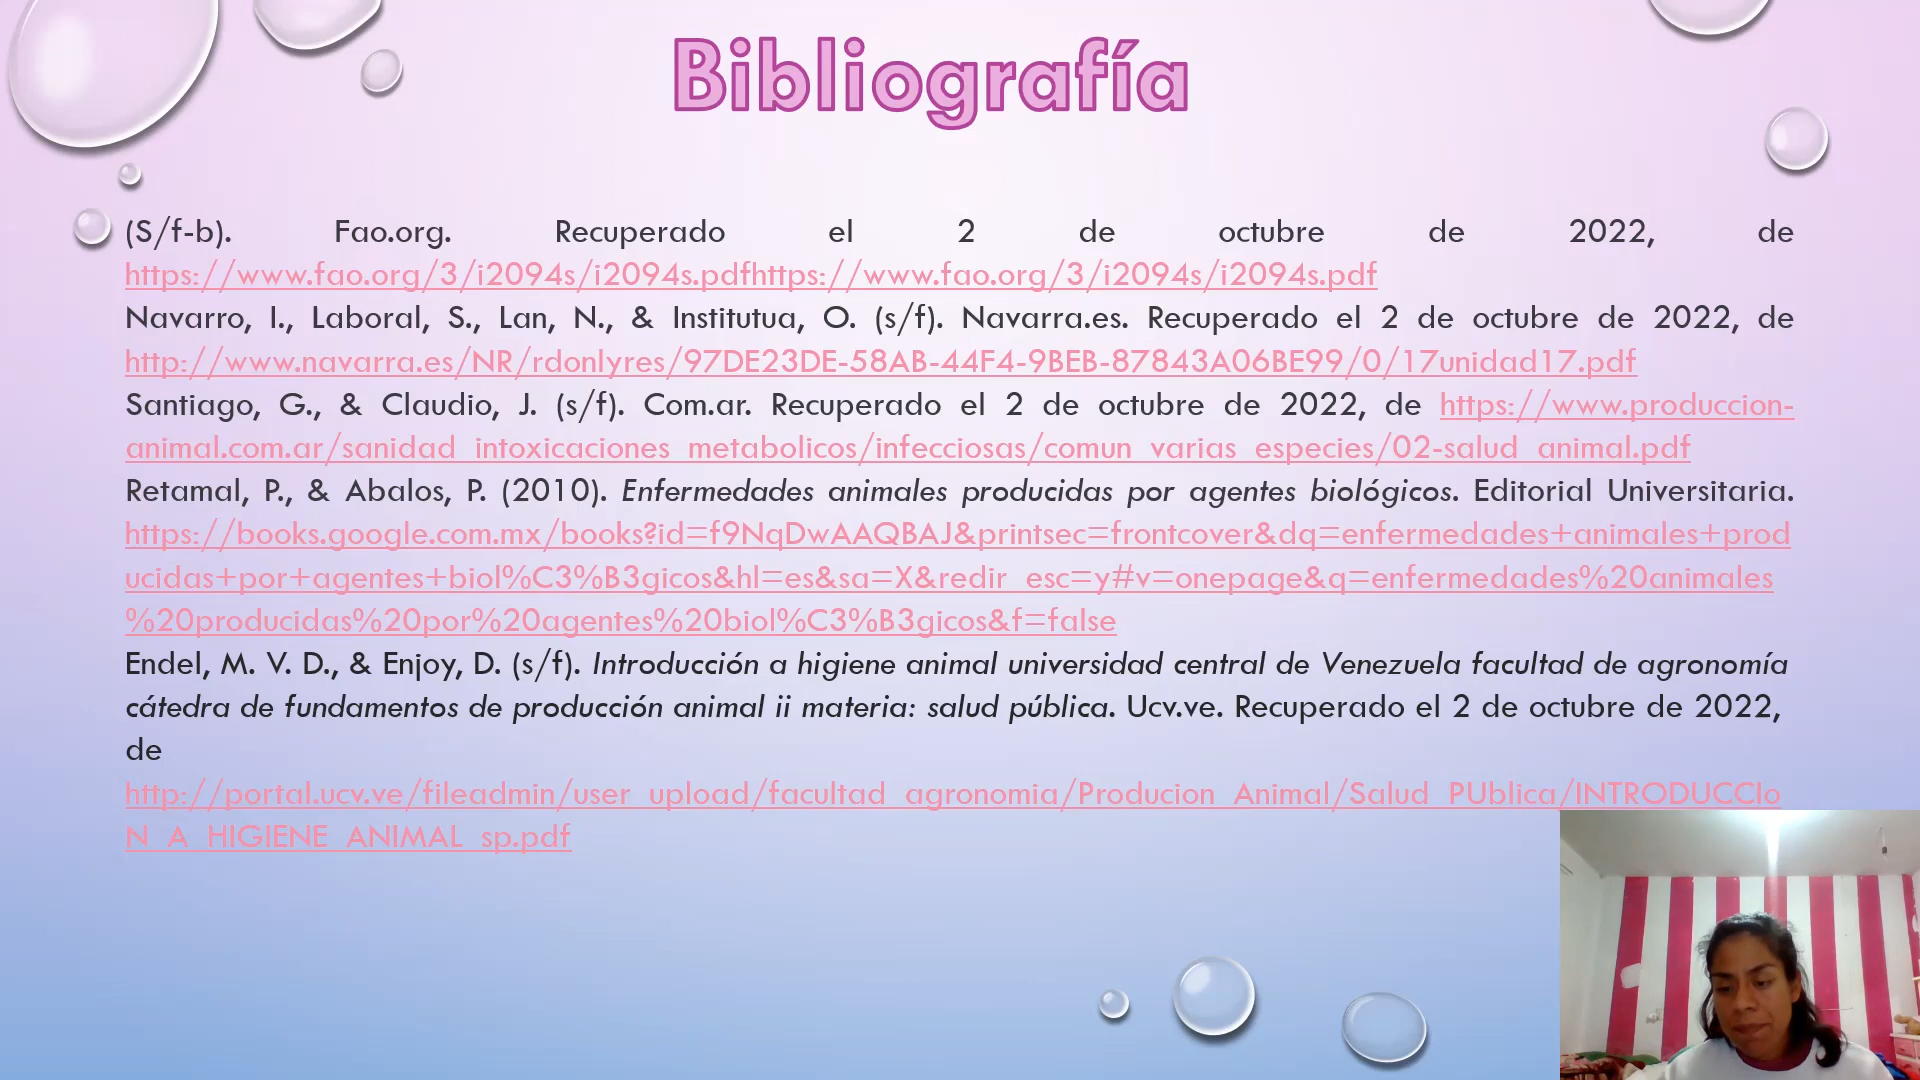 Bibliografía
(S/f-b). Fao.org. Recuperado el 2 de octubre de 2022, de
https://www.fao.org/3/i2094s/i2094s.pdfhttps://www.fao.org/3/i2094s/i2094s.pdf
Navarro, I., Laboral, S., Lan, N., & Institutua, O. (s/f). Navarra.es. Recuperado el 2 de octubre de 2022, de
http://www.navarra.es/NR/rdonlyres/97DE23DE-58AB-44F4-9BEB-87843A06BE99/0/17unidad17.pdf
Santiago, G., & Claudio, J. (s/f). Com.ar. Recuperado el 2 de octubre de 2022, de https://www.produccion-
animal.com.ar/sanidad_intoxicaciones_metabolicos/infecciosas/comun_varias_especies/02-salud_animal.pdf
Retamal, P., & Abalos, P. (2010). Enfermedades animales producidas por agentes biológicos. Editorial Universitaria.
https://books.google.com.mx/books?id=f9NqDwAAQBAJ&printsec=frontcover&dq=enfermedades+animales+prod
ucidas+por+agentes+biol%C3%B3gicos&hl=es&sa=X&redir_esc=y#v=onepage&q=enfermedades%20animales
%20producidas%20por%20agentes%20biol%C3%B3gicos&f=false
Endel, M. V. D., & Enjoy, D. (s/f). Introducción a higiene animal universidad central de Venezuela facultad de agronomía
cátedra de fundamentos de producción animal ii materia: salud pública. Ucv.ve. Recuperado el 2 de octubre de 2022,
de
http://portal.ucv.ve/fileadmin/user_upload/facultad_agronomia/Producion_Animal/Salud_PUblica/INTRODUCCIo
N_A_HIGIENE_ANIMAL_sp.pdf